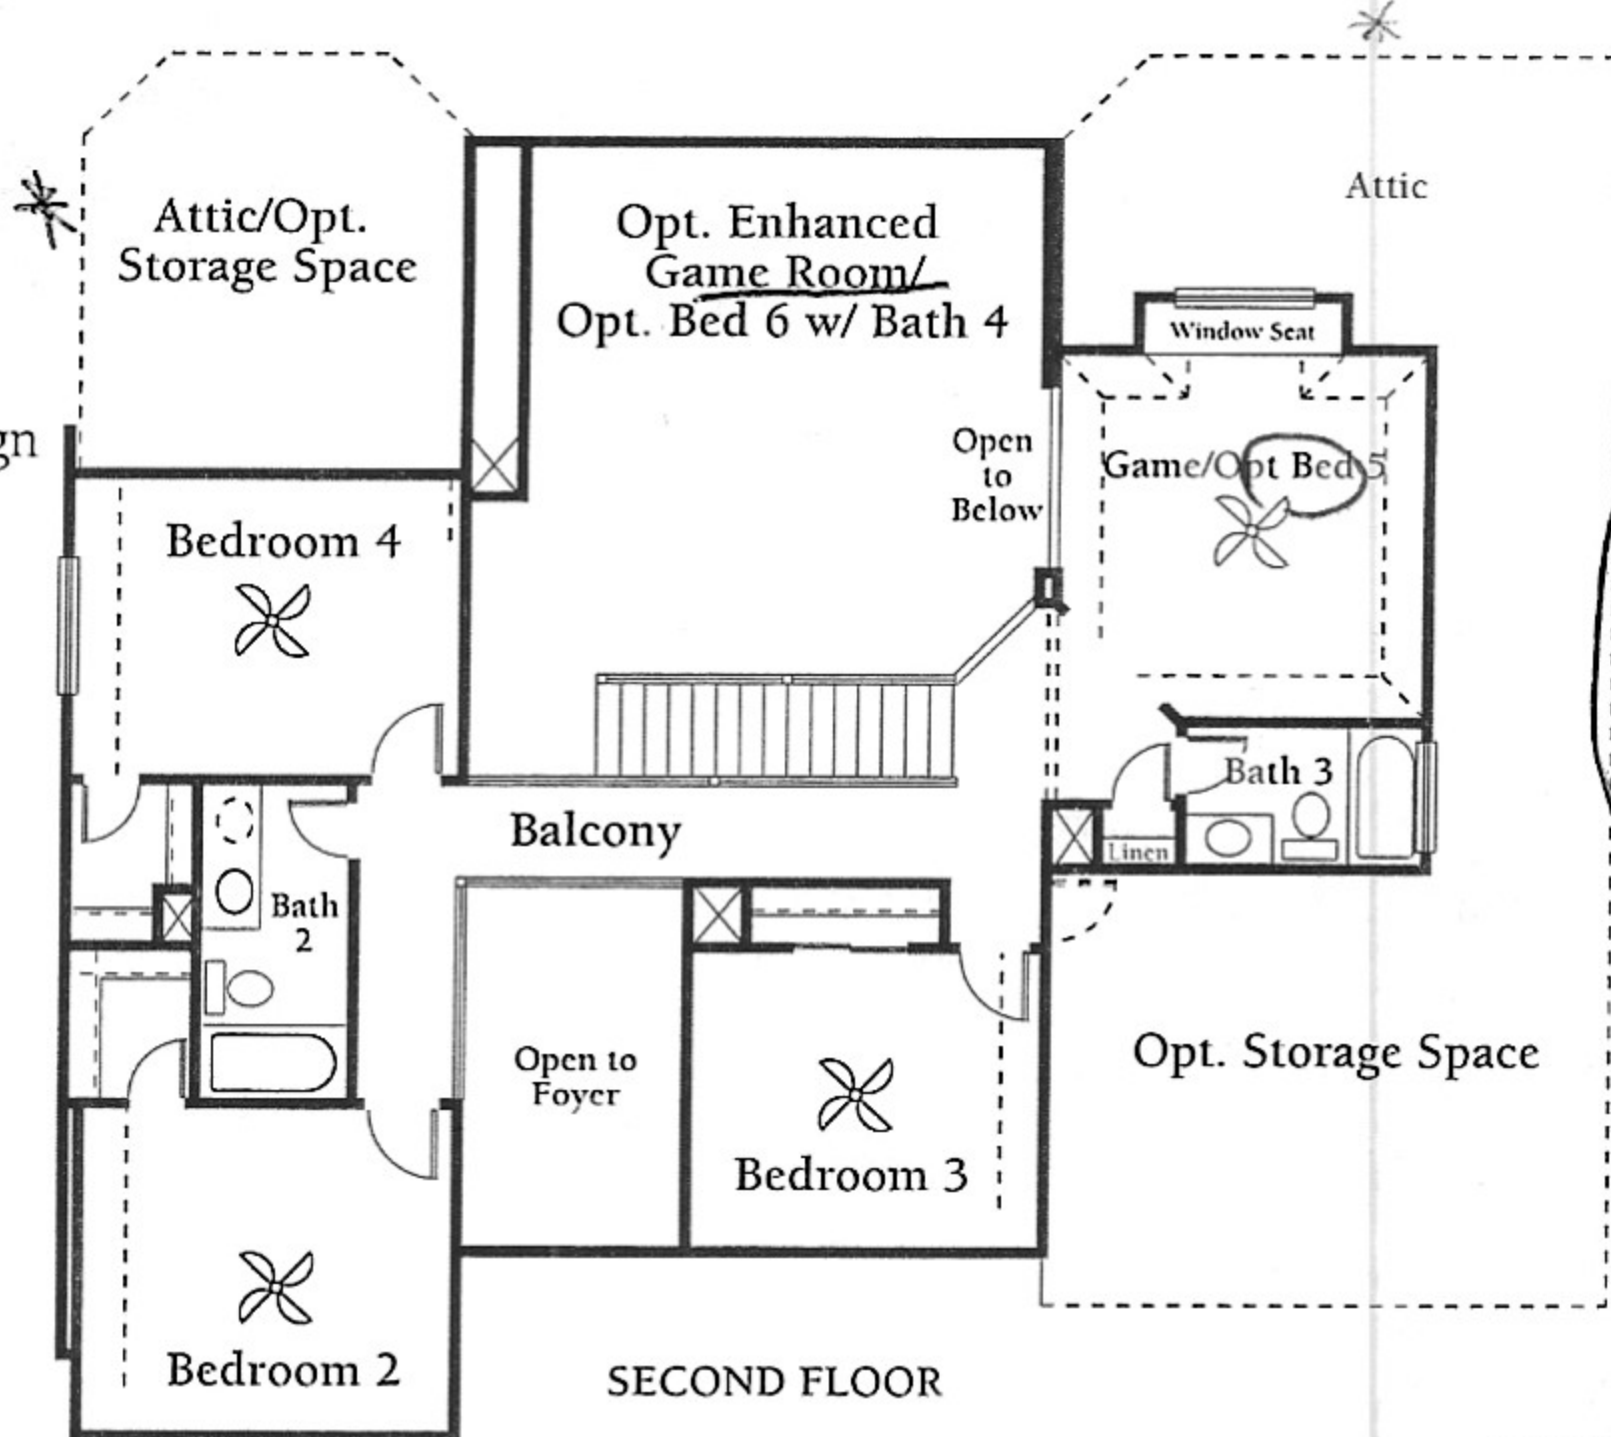 Attic/Opt.
Storage Space
Opt. Enhanced
Game Room/
Opt. Bed 6 w/ Bath 4
Attic
Window Seat
gn
Open
to
Below
Game/Opt Bed 5
Bedroom 4
Bath 3
Balcony
Linen
Bath
2
Open to
Foyer
Opt. Storage Space
Bedroom 3
Bedroom 2
SECOND FLOOR